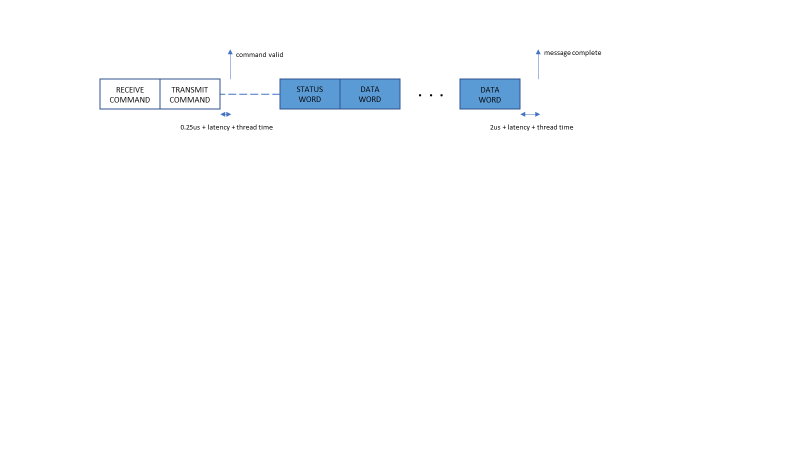 command valid
message complete
RECEIVE
COMMAND
TRANSMIT
COMMAND
STATUS
WORD
DATA
WORD
. . .
DATA
WORD
0.25us + latency + thread time
2us + latency + thread time